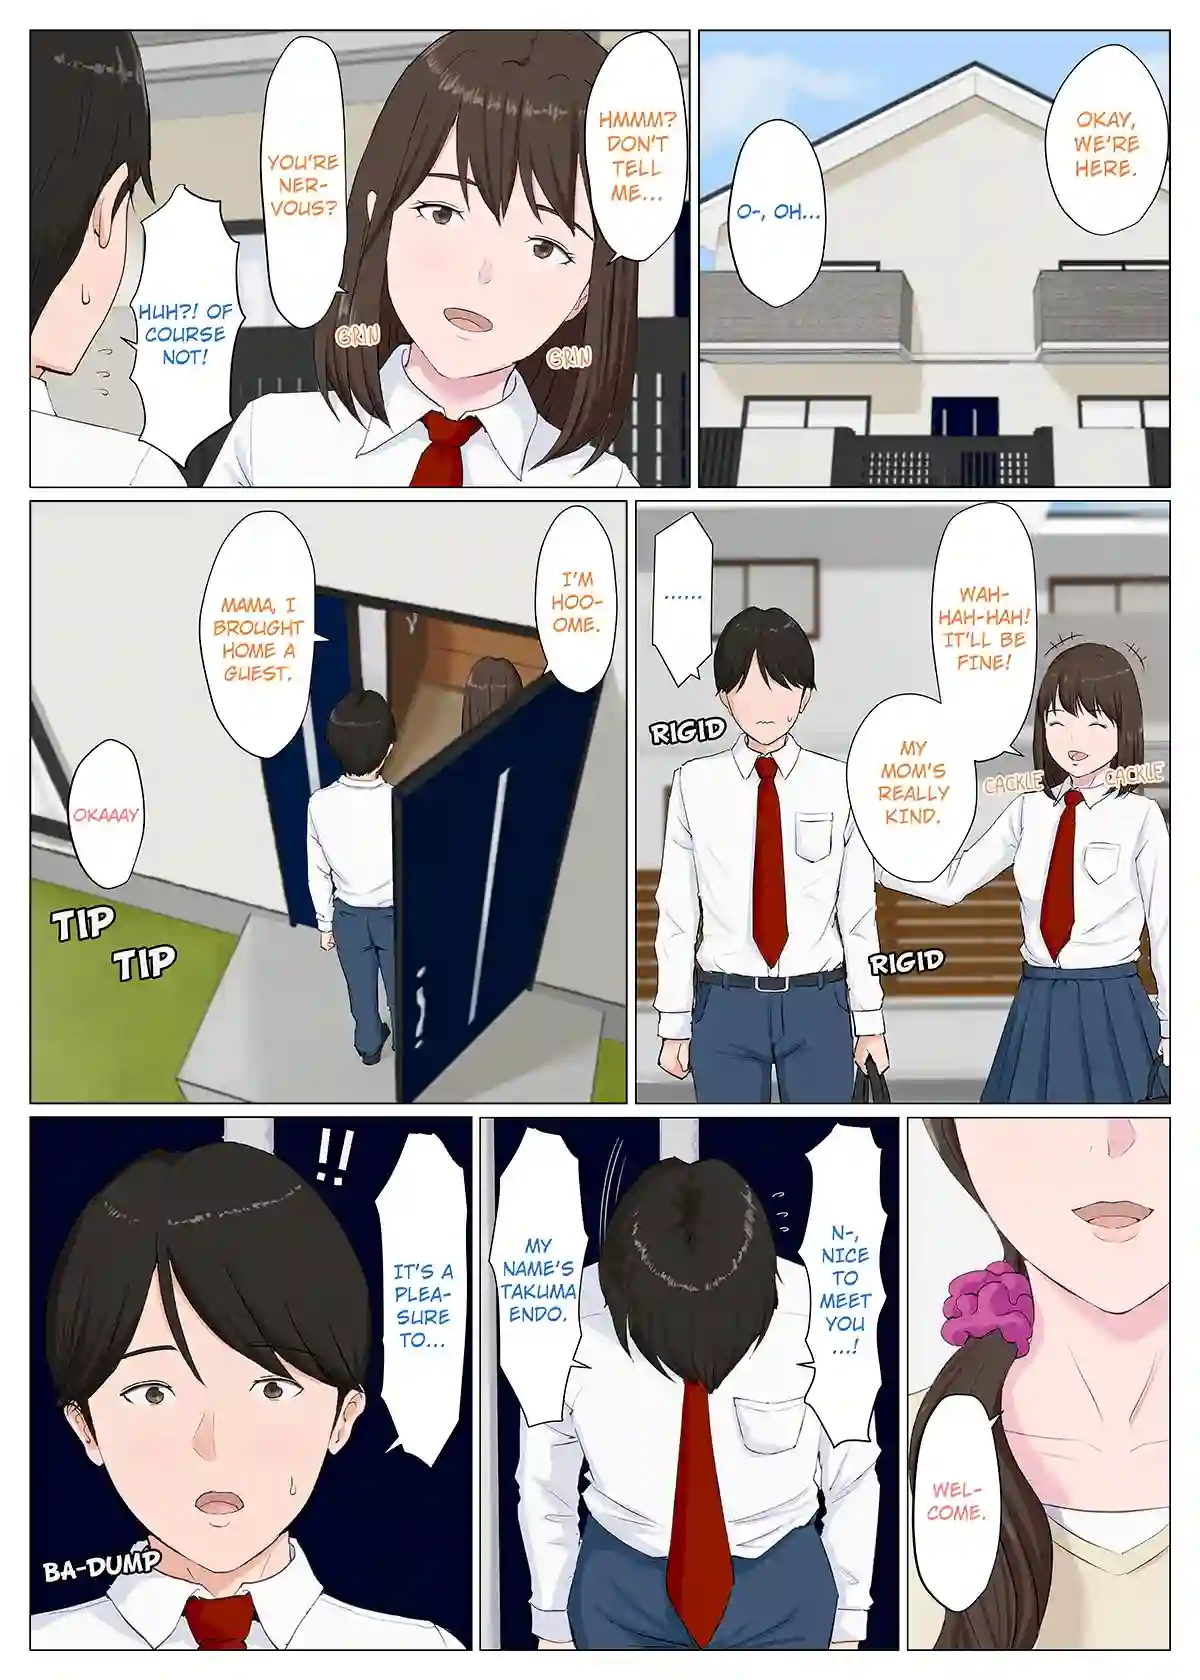 OKAY,
WE'RE
HERE.
O-, OH...
HMMM?
DON'T
TELL
ME...
YOU'RE
NER-
VOUS?
GRIN
GRIN
HUH?! OF
COURSE
NOT!
WAH-
HAH-HAH!
IT'LL BE
FINE!
MY
MOM'S
REALLY
KIND.
CACKLE
CACKLE
......
RIGID
RIGID
I'M
HOO-
OME.
MAMA, I
BROUGHT
HOME A
GUEST.
OKAAAY
TIP
TIP
WEL-
COME.
N-,
NICE
TO
MEET
YOU
...!
MY
NAME'S
TAKUMA
ENDO.
IT'S A
PLEA-
SURE
TO...
!!
BA-DUMP